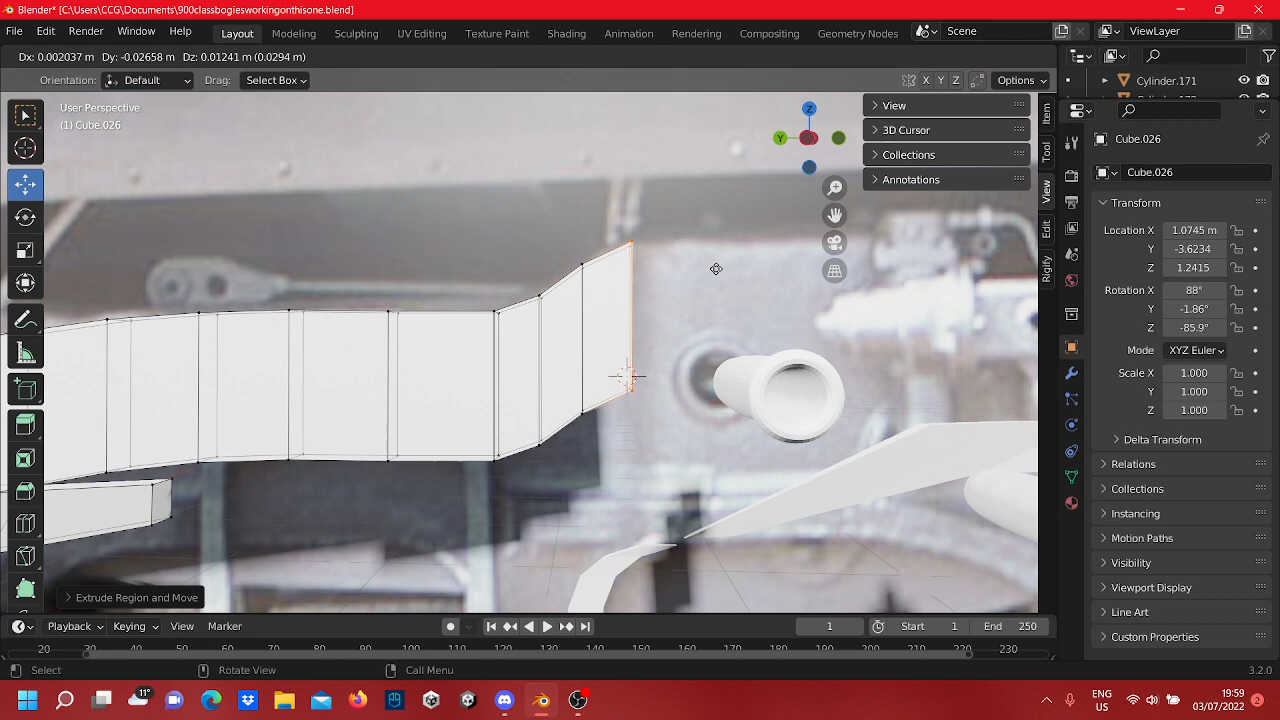 Blender* [C:\Users\CCG\Documents\900classbogiesworkingonthisone.blend]
File Edit Render Window Help Layout Modeling Sculpting UV Editing Texture Paint Shading Animation Rendering Compositing Geometry Nodes Scene ViewLayer
Dx: 0.002037 m Dy: -0.02658 m Dz: 0.01241 m (0.0294 m)
Orientation: Default Drag: Select Box X Y Z Options
Cylinder.171
User Perspective
(1) Cube.026
Z
Y
View
3D Cursor
Collections
Annotations
Item
Tool
View
Edit
Rigify
Cube.026
Cube.026
Transform
Location X 1.0745 m
Y -3.6234
Z 1.2415
Rotation X 88°
Y -1.86°
Z -85.9°
Mode XYZ Euler
Scale X 1.000
Y 1.000
Z 1.000
Delta Transform
Relations
Collections
Instancing
Motion Paths
Visibility
Viewport Display
Line Art
Custom Properties
Extrude Region and Move
Playback Keying View Marker 1 Start 1 End 250
20 30 40 50 60 70 80 90 100 110 120 130 140 150 160 170 180 190 200 210 220 230
Select Rotate View Call Menu 3.2.0
11°
ENG
US
19:59
03/07/2022
2